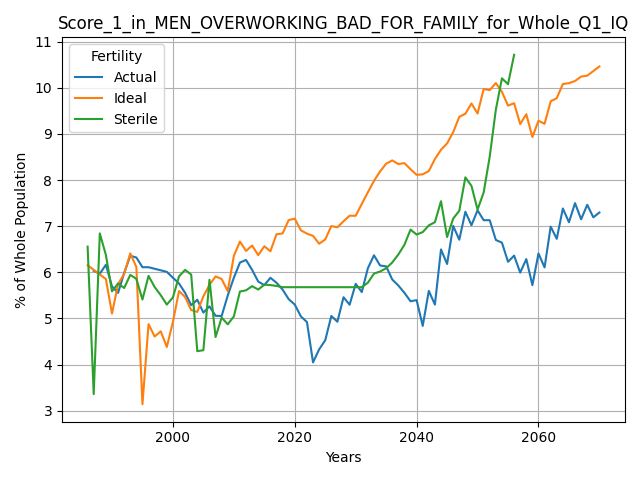 Score_1_in_MEN_OVERWORKING_BAD_FOR_FAMILY_for_Whole_Q1_IQ
Fertility
Actual
Ideal
Sterile
% of Whole Population
11
10
9
8
7
6
5
4
3
2000
2020
2040
2060
Years